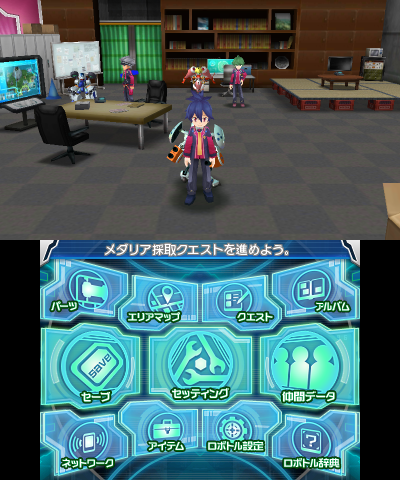 メダリア採取クエストを進めよう。
パーツ
エリアマップ
クエスト
アルバム
save
セーブ
セッティング
仲間データ
ネットワーク
アイテム
ロボトル設定
ロボトル辞典